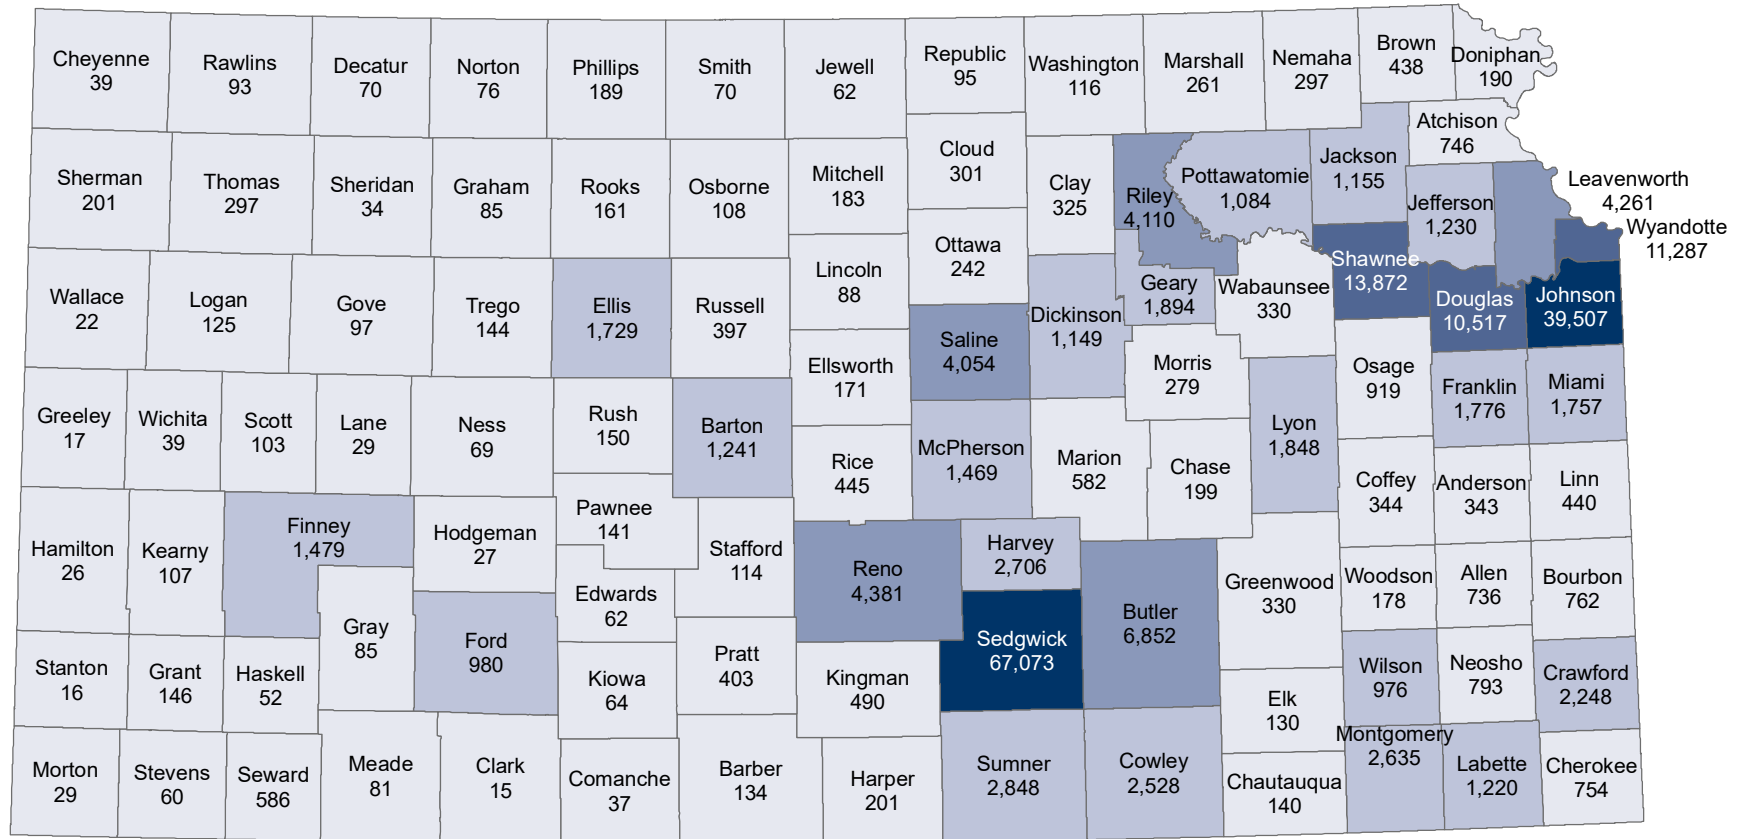 Cheyenne
39
Rawlins
93
Decatur
70
Norton
76
Phillips
189
Smith
70
Jewell
62
Republic
95
Washington
116
Marshall
261
Nemaha
297
Brown
438
Doniphan
190
Sherman
201
Thomas
297
Sheridan
34
Graham
85
Rooks
161
Osborne
108
Mitchell
183
Cloud
301
Clay
325
Riley
4,110
Pottawatomie
1,084
Jackson
1,155
Atchison
746
Jefferson
1,230
Leavenworth
4,261
Wyandotte
11,287
Wallace
22
Logan
125
Gove
97
Trego
144
Ellis
1,729
Russell
397
Lincoln
88
Ottawa
242
Saline
4,054
Dickinson
1,149
Geary
1,894
Wabaunsee
330
Shawnee
13,872
Douglas
10,517
Johnson
39,507
Greeley
17
Wichita
39
Scott
103
Lane
29
Ness
69
Rush
150
Barton
1,241
Ellsworth
171
Rice
445
McPherson
1,469
Marion
582
Morris
279
Chase
199
Lyon
1,848
Osage
919
Franklin
1,776
Miami
1,757
Coffey
344
Anderson
343
Linn
440
Hamilton
26
Kearny
107
Finney
1,479
Hodgeman
27
Pawnee
141
Stafford
114
Edwards
62
Reno
4,381
Harvey
2,706
Sedgwick
67,073
Butler
6,852
Greenwood
330
Woodson
178
Allen
736
Bourbon
762
Stanton
16
Grant
146
Haskell
52
Gray
85
Ford
980
Kiowa
64
Pratt
403
Kingman
490
Elk
130
Wilson
976
Neosho
793
Crawford
2,248
Morton
29
Stevens
60
Seward
586
Meade
81
Clark
15
Comanche
37
Barber
134
Harper
201
Sumner
2,848
Cowley
2,528
Chautauqua
140
Montgomery
2,635
Labette
1,220
Cherokee
754